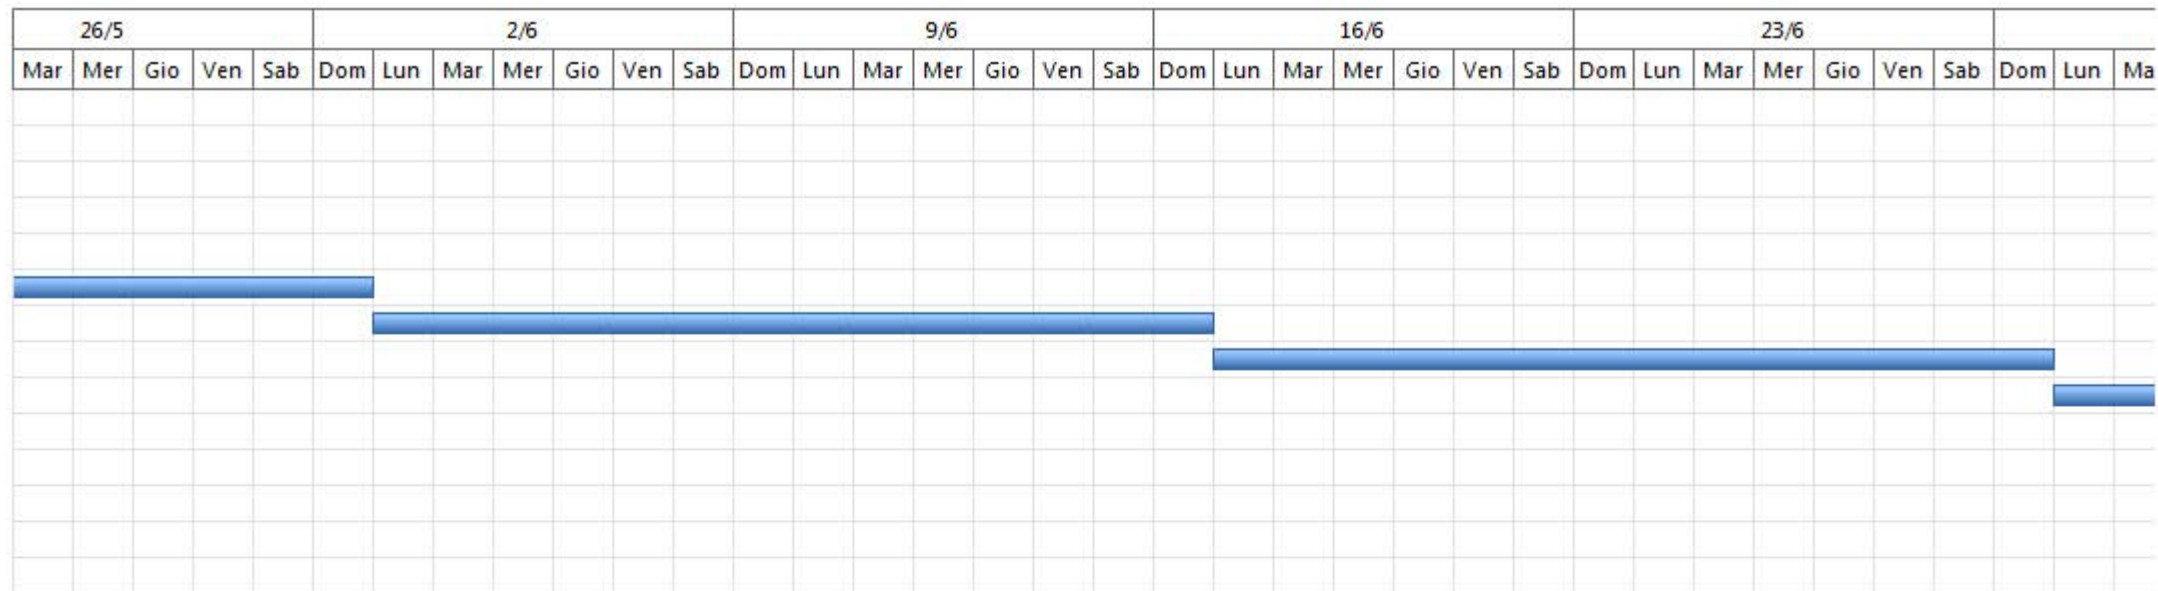 26/5 2/6 9/6 16/6 23/6
Mar Mer Gio Ven Sab Dom Lun Mar Mer Gio Ven Sab Dom Lun Mar Mer Gio Ven Sab Dom Lun Mar Mer Gio Ven Sab Dom Lun Mar Mer Gio Ven Sab Dom Lun Ma